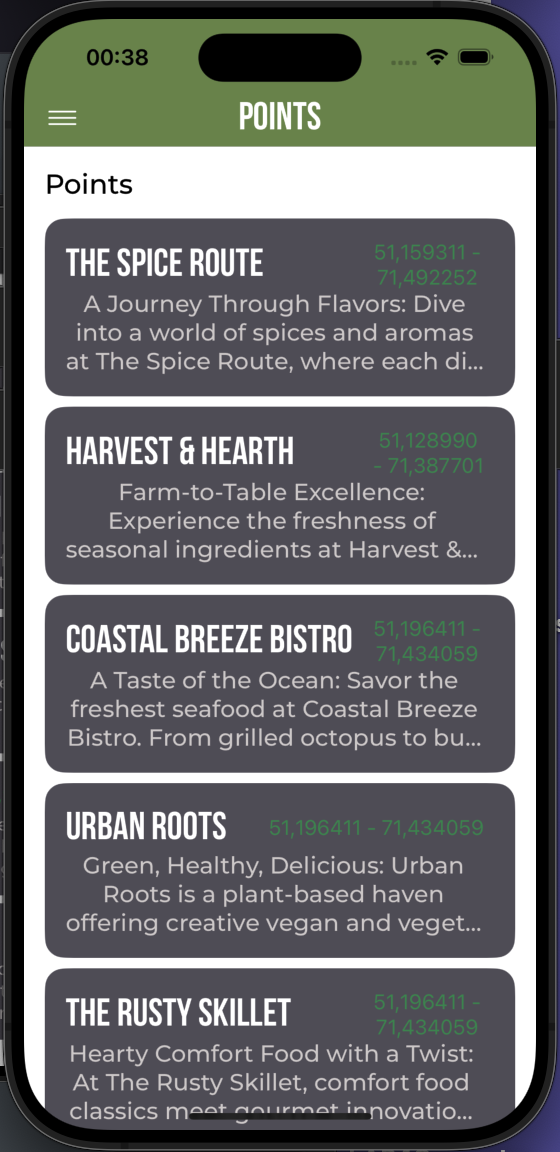 00:38
POINTS
Points
THE SPICE ROUTE
51,159311 -
71,492252
A Journey Through Flavors: Dive
into a world of spices and aromas
at The Spice Route, where each di...
HARVEST & HEARTH
51,128990
- 71,387701
Farm-to-Table Excellence:
Experience the freshness of
seasonal ingredients at Harvest &...
COASTAL BREEZE BISTRO
51,196411 -
71,434059
A Taste of the Ocean: Savor the
freshest seafood at Coastal Breeze
Bistro. From grilled octopus to bu...
URBAN ROOTS
51,196411 - 71,434059
Green, Healthy, Delicious: Urban
Roots is a plant-based haven
offering creative vegan and veget...
THE RUSTY SKILLET
51,196411 -
71,434059
Hearty Comfort Food with a Twist:
At The Rusty Skillet, comfort food
classics meet gourmet innovatio...